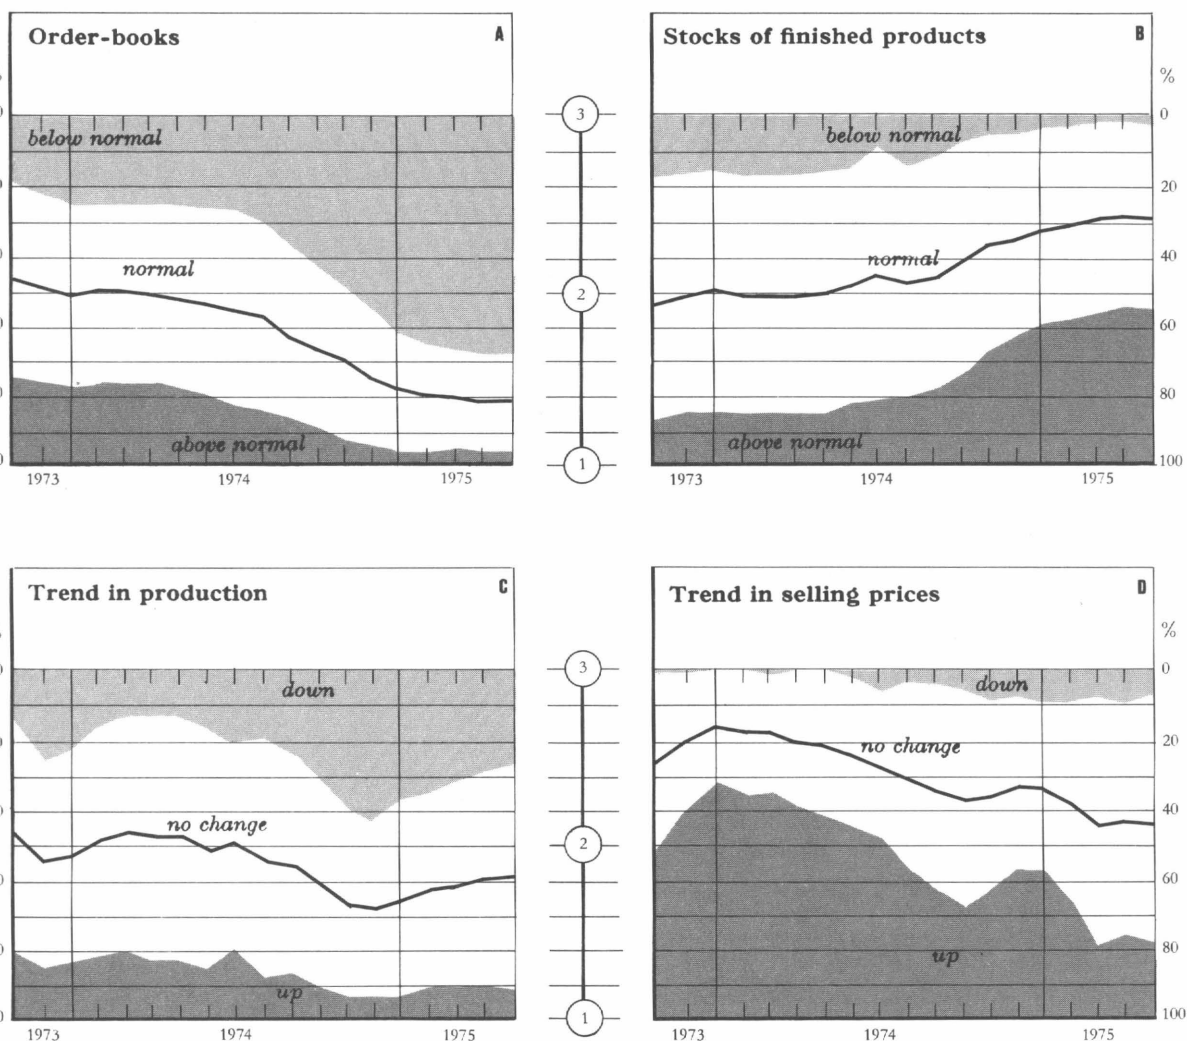 Order-books A
below normal
normal
above normal
1973 1974 1975
3
2
1
Stocks of finished products B
%
0
below normal
20
40
normal
60
80
above normal
100
1973 1974 1975
Trend in production C
down
no change
up
1973 1974 1975
3
2
1
Trend in selling prices D
%
0
down
20
no change
40
60
80
up
100
1973 1974 1975